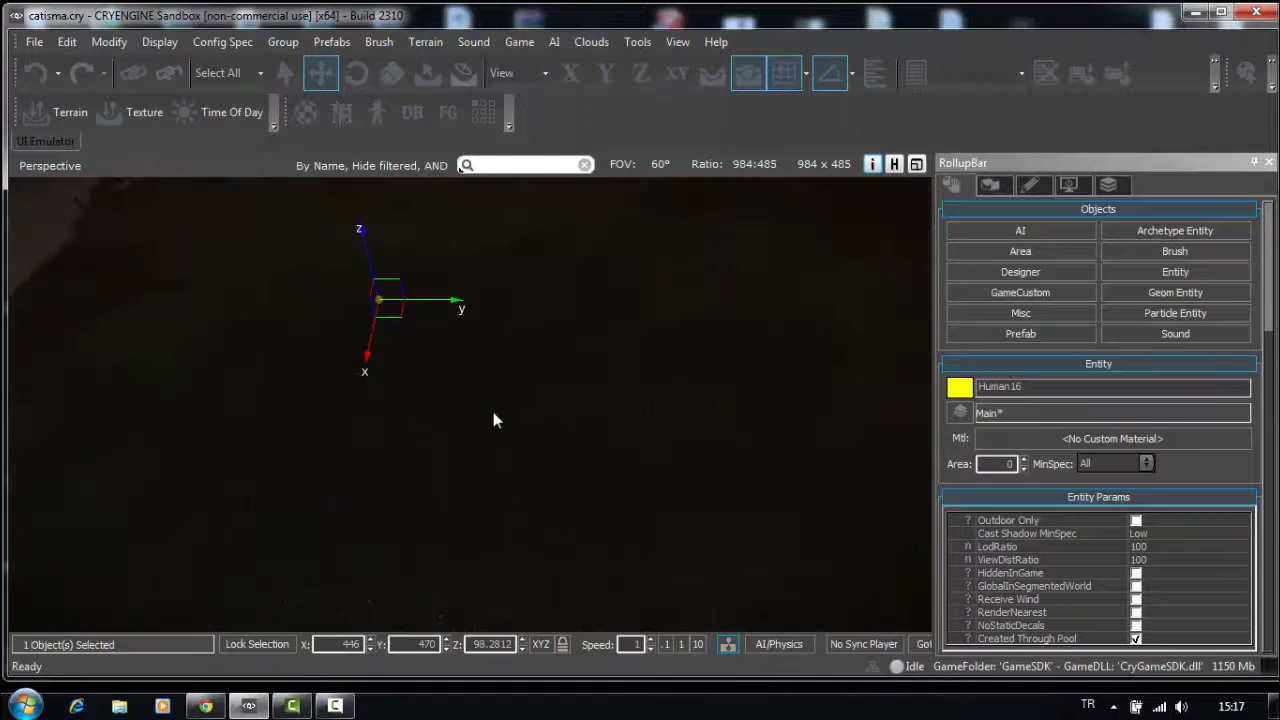 catisma.cry - CRYENGINE Sandbox [non-commercial use] [x64] - Build 2310
File Edit Modify Display Config Spec Group Prefabs Brush Terrain Sound Game AI Clouds Tools View Help
Select All View X Y Z XY
Terrain Texture Time Of Day DB FG
UI Emulator
Perspective By Name, Hide filtered, AND FOV: 60° Ratio: 984:485 984 x 485 i H
z
y
x
RollupBar
Objects
AI Archetype Entity
Area Brush
Designer Entity
GameCustom Geom Entity
Misc Particle Entity
Prefab Sound
Entity
Human16
Main*
Mtl: <No Custom Material>
Area: 0 MinSpec: All
Entity Params
? Outdoor Only
Cast Shadow MinSpec Low
n LodRatio 100
n ViewDistRatio 100
? HiddenInGame
? GlobalInSegmentedWorld
? Receive Wind
? RenderNearest
? NoStaticDecals
? Created Through Pool
1 Object(s) Selected Lock Selection X: 446 Y: 470 Z: 98.2812 XYZ Speed: 1 .1 1 10 AI/Physics No Sync Player Got
Ready Idle GameFolder: 'GameSDK' - GameDLL: 'CryGameSDK.dll' 1150 Mb
TR 15:17